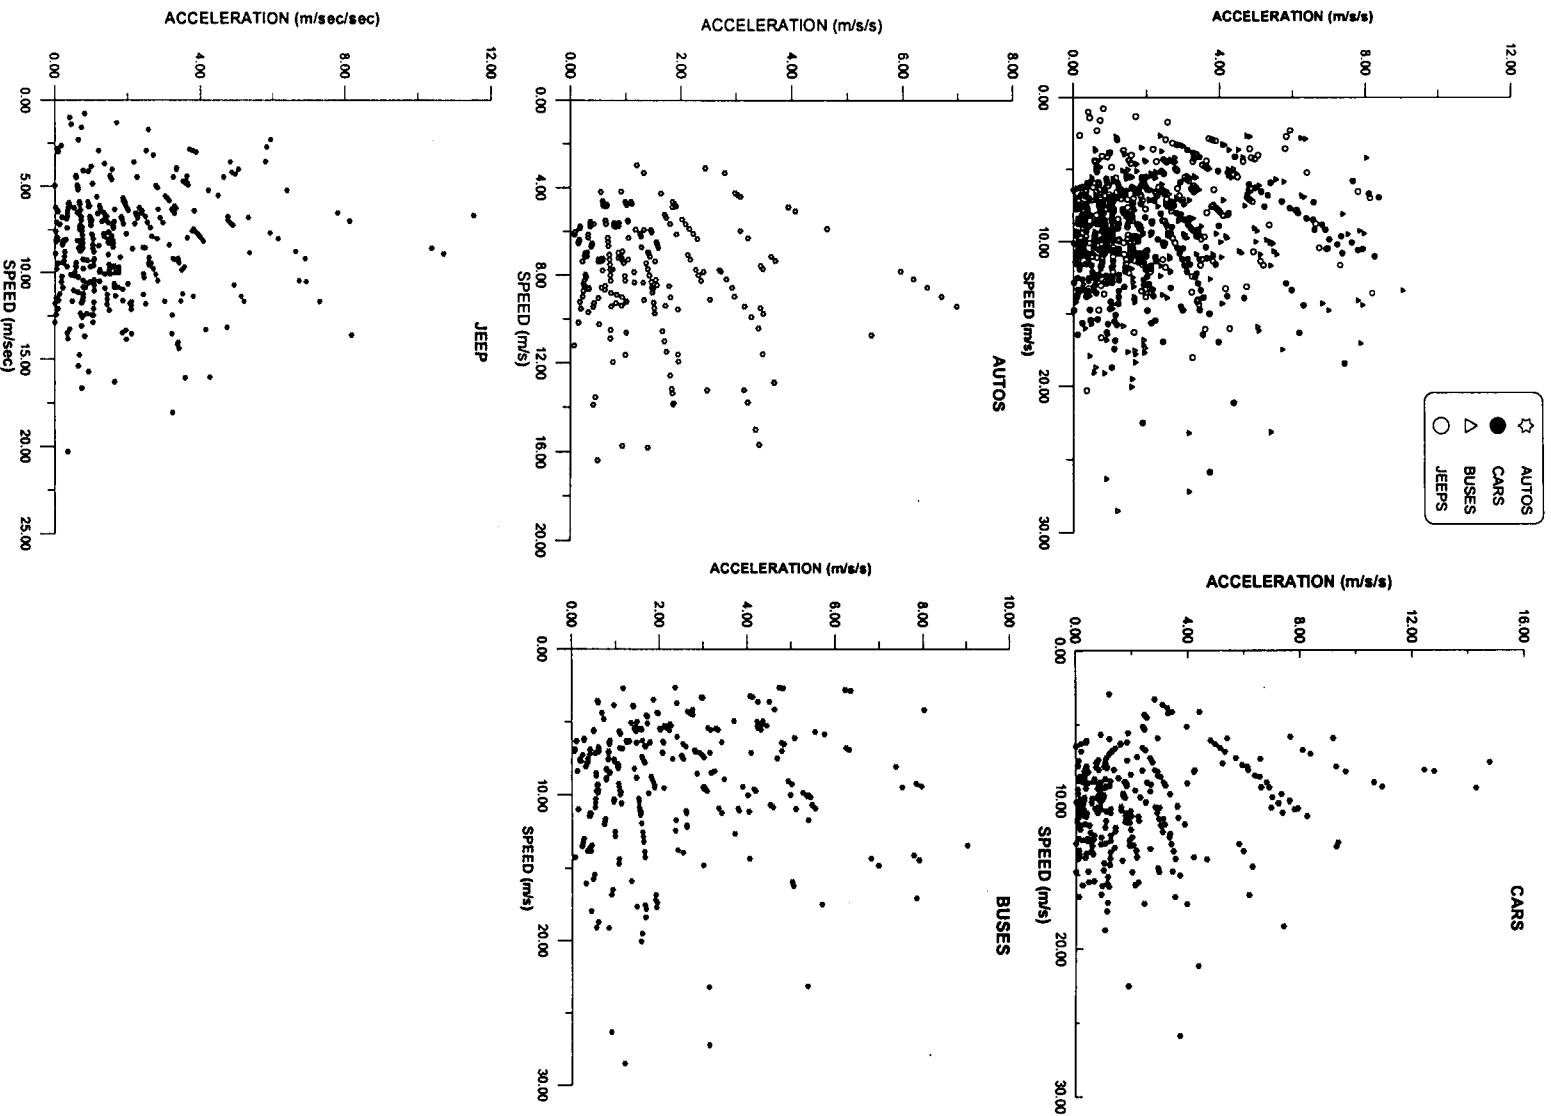 ACCELERATION (m/s/s)
0.00
4.00
8.00
12.00
0.00
10.00
20.00
30.00
SPEED (m/s)
AUTOS
CARS
BUSES
JEEPS
ACCELERATION (m/s/s)
0.00
4.00
8.00
12.00
16.00
0.00
10.00
20.00
30.00
SPEED (m/s)
CARS
ACCELERATION (m/s/s)
0.00
2.00
4.00
6.00
8.00
0.00
4.00
8.00
12.00
16.00
20.00
SPEED (m/s)
AUTOS
ACCELERATION (m/s/s)
0.00
2.00
4.00
6.00
8.00
10.00
0.00
10.00
20.00
30.00
SPEED (m/s)
BUSES
ACCELERATION (m/sec/sec)
0.00
4.00
8.00
12.00
0.00
5.00
10.00
15.00
20.00
25.00
SPEED (m/sec)
JEEP